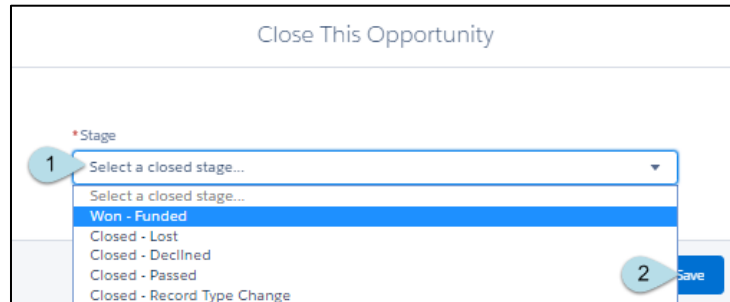 Close This Opportunity
*Stage
1
Select a closed stage...
Select a closed stage...
Won - Funded
Closed - Lost
Closed - Declined
Closed - Passed
2 Save
Closed - Record Type Change